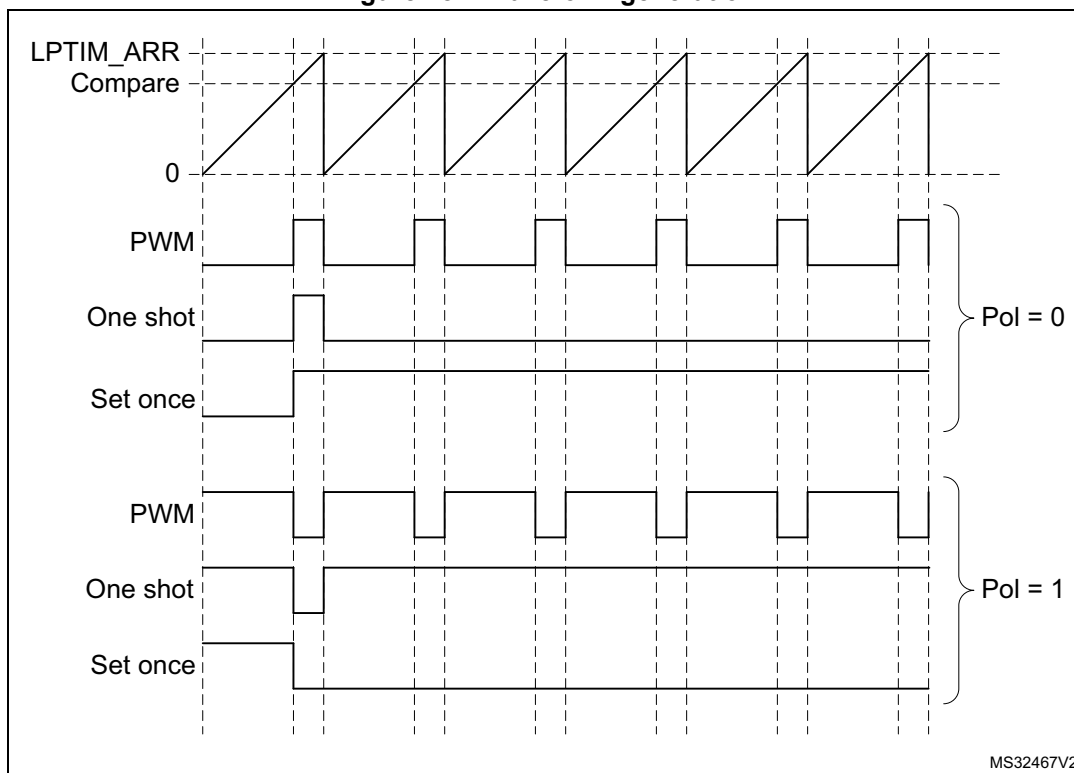 LPTIM_ARR
Compare
0
PWM
One shot
Pol = 0
Set once
PWM
One shot
Pol = 1
Set once
MS32467V2